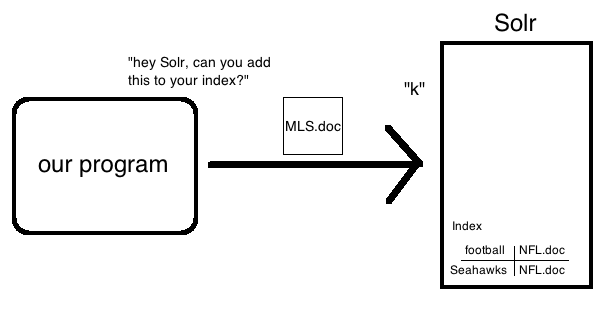 Solr
"hey Solr, can you add
this to your index?"
"k"
MLS.doc
our program
Index
football NFL.doc
Seahawks NFL.doc